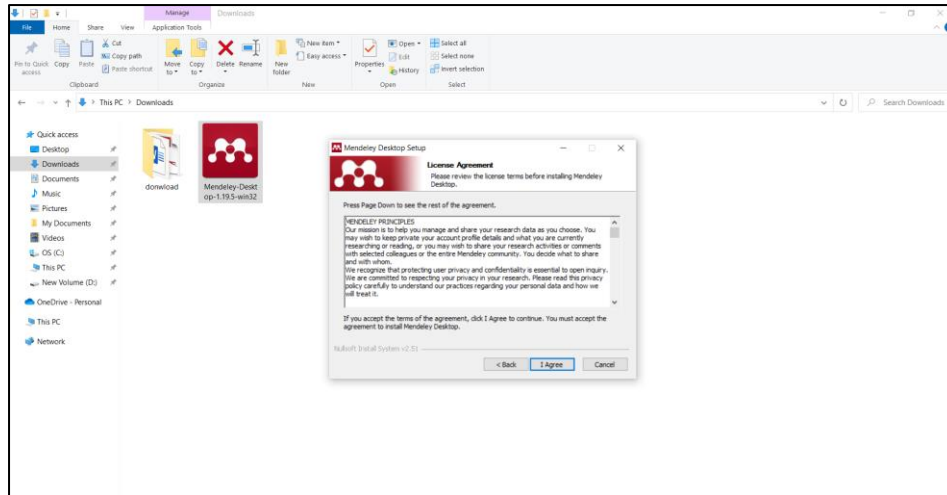 Manage
Downloads
File
Home
Share
View
Application Tools
Pin to Quick access
Copy
Paste
Cut
Copy path
Paste shortcut
Clipboard
Move to
Copy to
Delete
Rename
Organize
New folder
New item
Easy access
New
Properties
Open
Edit
History
Open
Select all
Select none
Invert selection
Select
This PC > Downloads
Search Downloads
Quick access
Desktop
Downloads
Documents
Music
Pictures
My Documents
Videos
OS (C:)
This PC
New Volume (D:)
OneDrive - Personal
This PC
Network
donwload
Mendeley-Deskt
op-1.19.5-win32
Mendeley Desktop Setup
License Agreement
Please review the license terms before installing Mendeley
Desktop.
Press Page Down to see the rest of the agreement.
MENDELEY PRINCIPLES
Our mission is to help you manage and share your research data as you choose. You
may wish to keep private your account profile details and what you are currently
researching or reading, or you may wish to share your research activities or comments
with selected colleagues or the entire Mendeley community. You decide what to share
and with whom.
We recognize that protecting user privacy and confidentiality is essential to open inquiry.
We are committed to respecting your privacy in your research. Please read this privacy
policy carefully to understand our practices regarding your personal data and how we
will treat it.
If you accept the terms of the agreement, click I Agree to continue. You must accept the
agreement to install Mendeley Desktop.
Nullsoft Install System v2.51
< Back
I Agree
Cancel